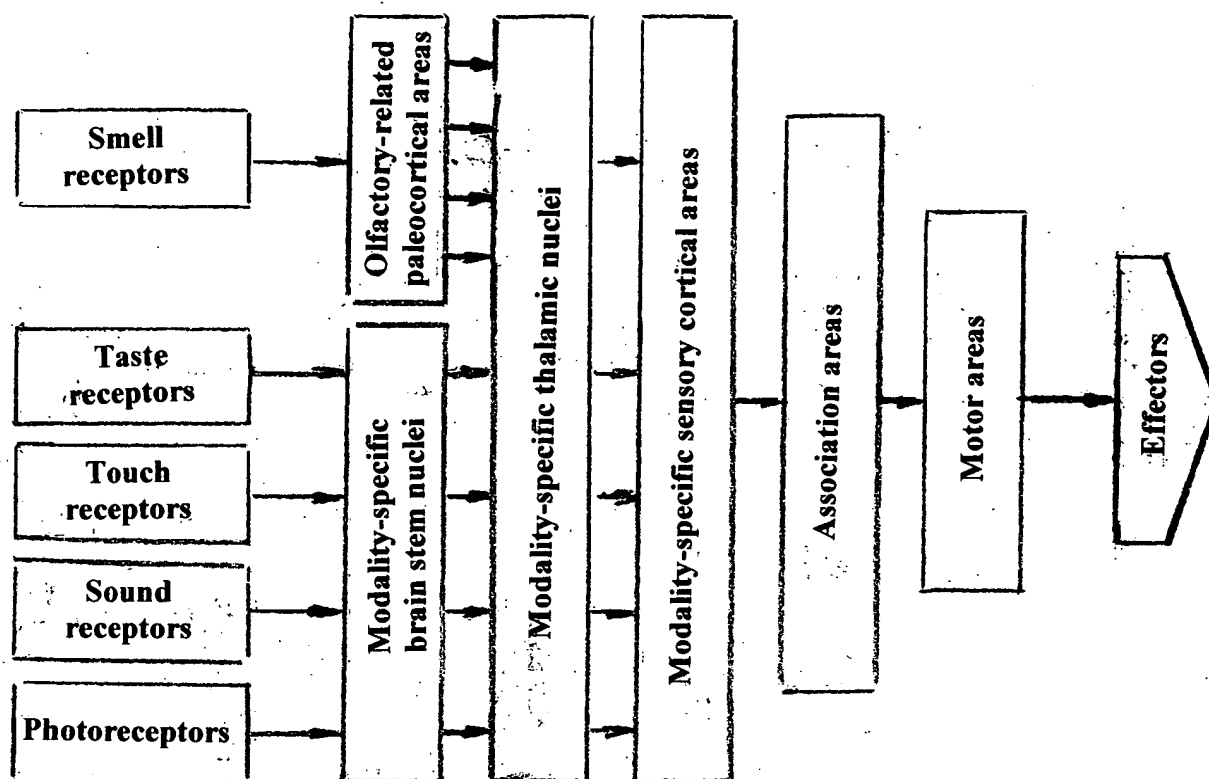 Smell
receptors
Taste
receptors
Touch
receptors
Sound
receptors
Photoreceptors
Olfactory-related
paleocortical areas
Modality-specific
brain stem nuclei
Modality-specific thalamic nuclei
Modality-specific sensory cortical areas
Association areas
Motor areas
Effectors